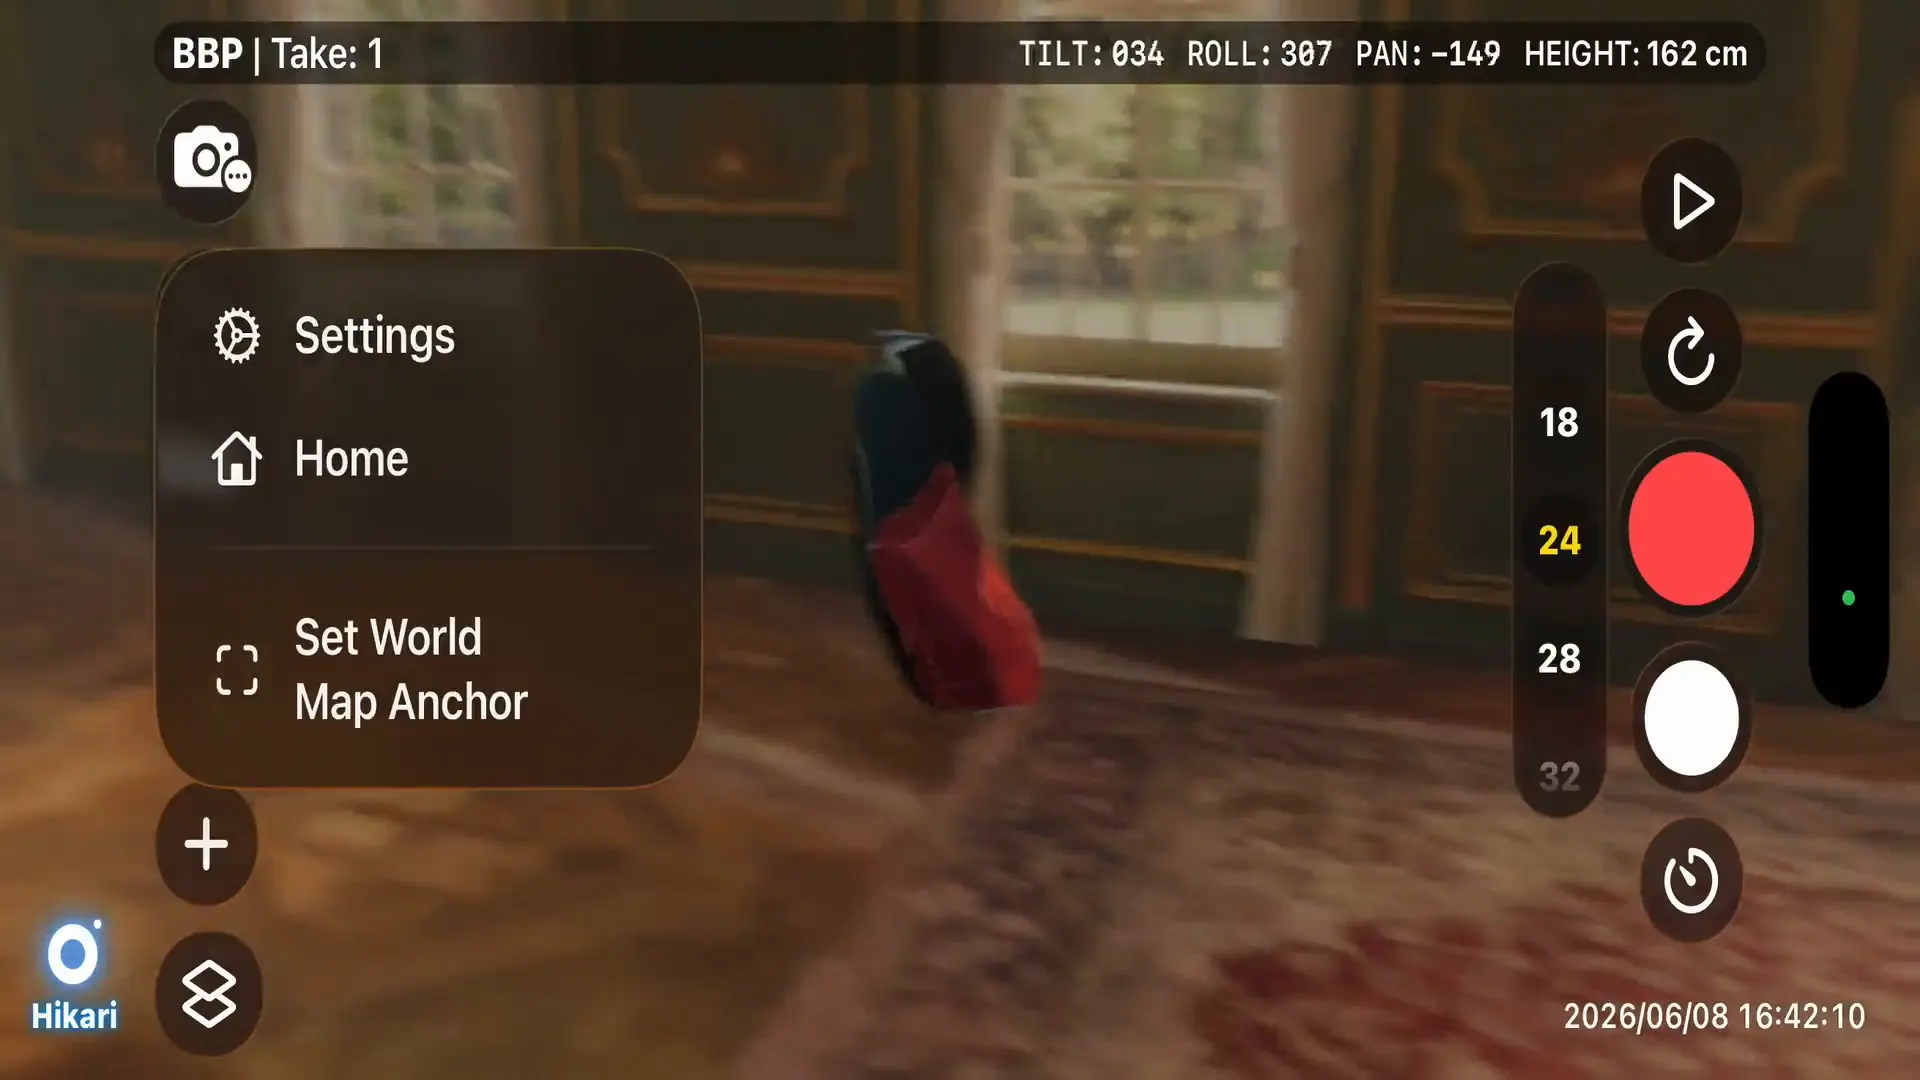 BBP | Take: 1
TILT: 034 ROLL: 307 PAN: -149 HEIGHT: 162 cm
Settings
Home
Set World
Map Anchor
18
24
28
32
Hikari
2026/06/08 16:42:10